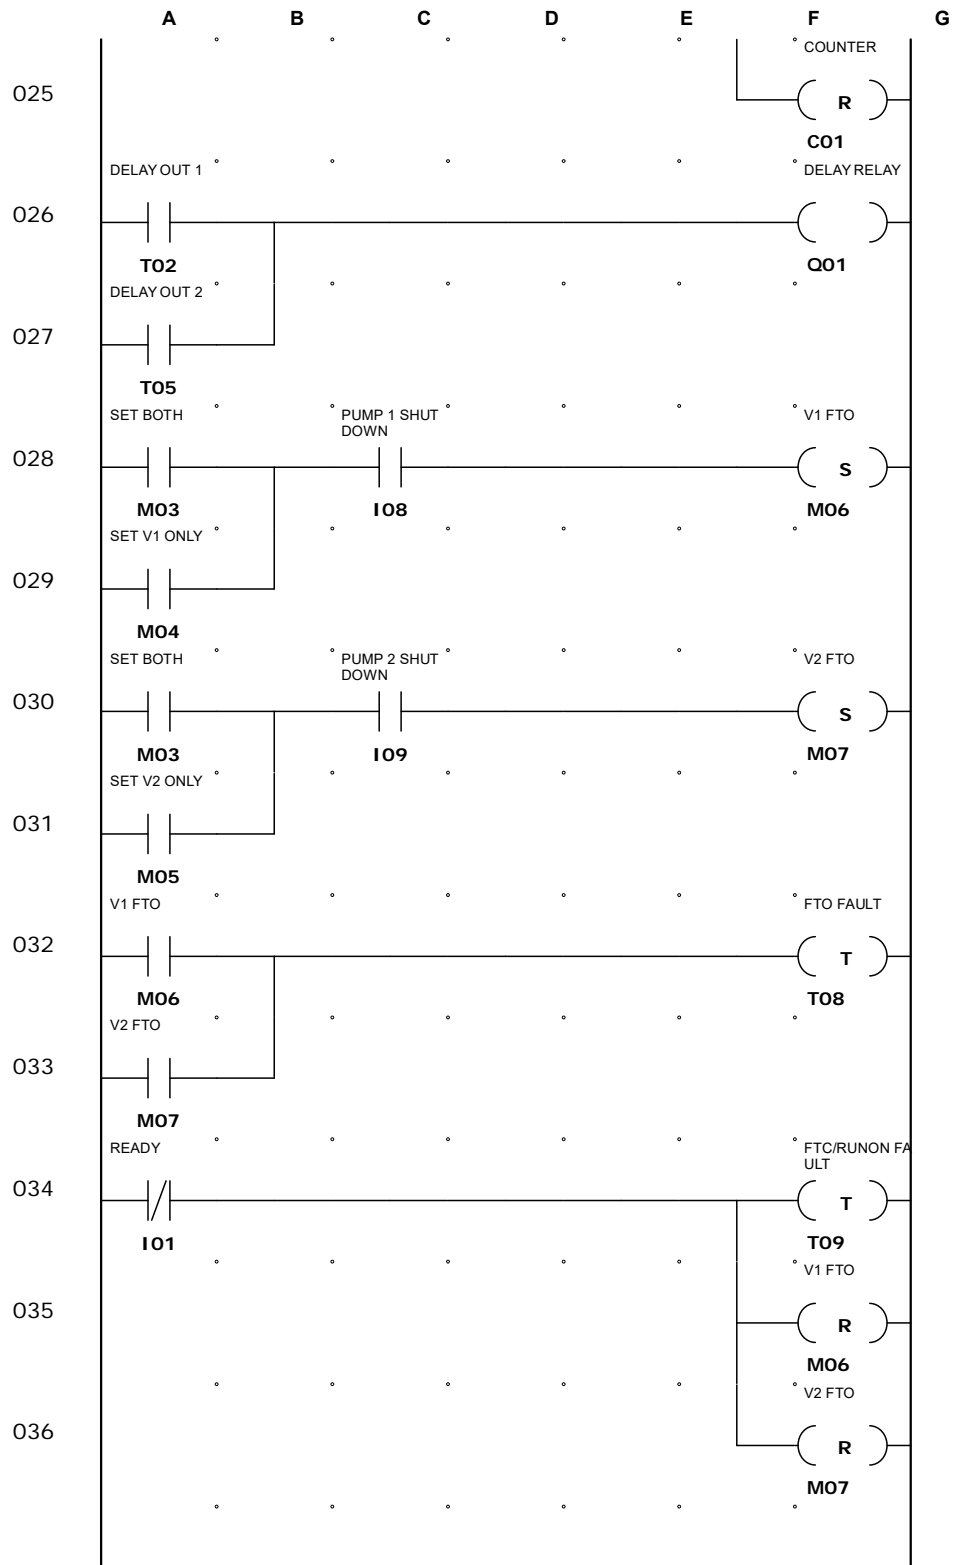 A B C D E F G
COUNTER
025
R
C01
DELAY OUT 1 DELAY RELAY
026
T02 Q01
DELAY OUT 2
027
T05
SET BOTH PUMP 1 SHUT V1 FTO
DOWN
028
S
M03 I08 M06
SET V1 ONLY
029
M04
SET BOTH PUMP 2 SHUT V2 FTO
DOWN
030
S
M03 I09 M07
SET V2 ONLY
031
M05
V1 FTO FTO FAULT
032
T
M06 T08
V2 FTO
033
M07
READY FTC/RUNON FA
ULT
034
T
I01 T09
V1 FTO
035
R
M06
V2 FTO
036
R
M07